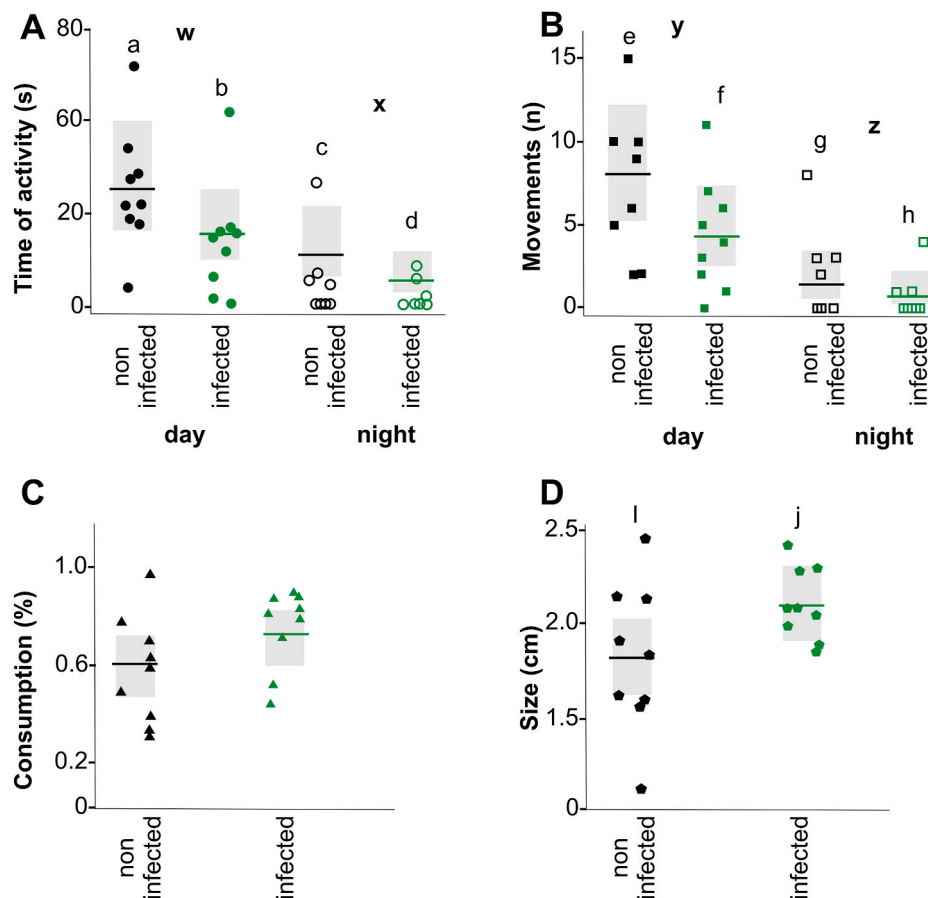 A
80
60
20
0
Time of activity (s)
a
w
b
c
x
d
non
infected
infected
non
infected
infected
day
night
B
15
10
5
0
Movements (n)
e
y
f
g
z
h
non
infected
infected
non
infected
infected
day
night
C
1.0
0.6
0.2
0
Consumption (%)
non
infected
infected
D
2.5
2.0
1.5
0
Size (cm)
I
j
non
infected
infected